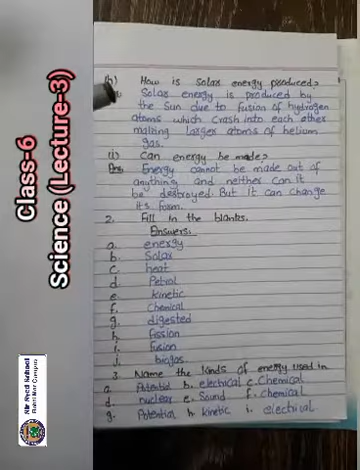 Class-6
Science (Lecture-3)
(h) How is solar energy produced?
Solar energy is produced by
the Sun due to fusion of hydrogen
atoms which crash into each other
making larger atoms of helium
gas.
(i) Can energy be made?
Ans. Energy cannot be made out of
anything and neither can it
be destroyed. But it can change
its form.
2. Fill in the blanks.
Answers:
a. energy
b. Solar
c. heat
d. Petrol
e. kinetic
f. Chemical
g. digested
h. fission
i. fusion
j. biogas.
3. Name the kinds of energy used in
a. Potential b. electrical c. Chemical
d. nuclear e. Sound f. chemical
g. Potential h. kinetic i. electrical